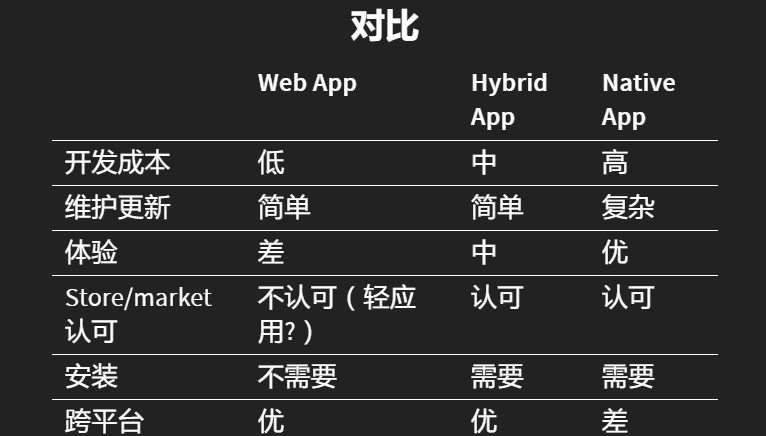 对比
Web App Hybrid Native
App App
开发成本 低 中 高
维护更新 简单 简单 复杂
体验 差 中 优
Store/market 不认可（轻应 认可 认可
认可 用?）
安装 不需要 需要 需要
跨平台 优 优 差